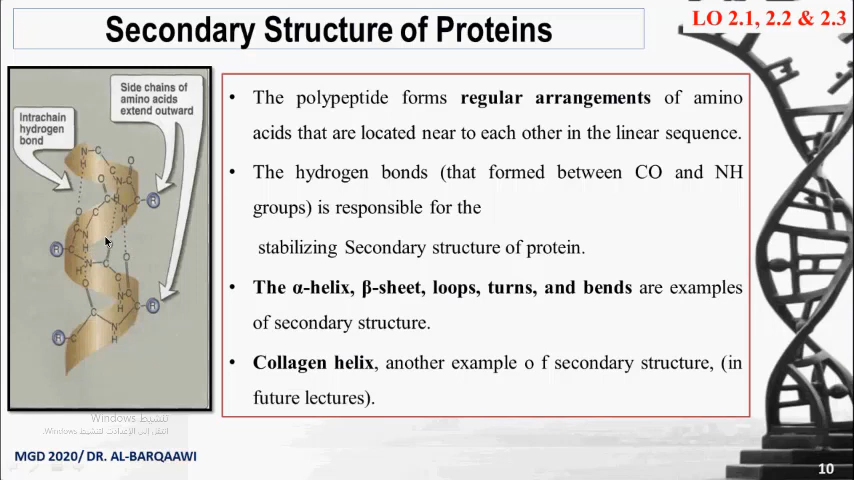 Secondary Structure of Proteins
LO 2.1, 2.2 & 2.3
Side chains of
amino acids
extend outward
Intrachain
hydrogen
bond
• The polypeptide forms regular arrangements of amino
acids that are located near to each other in the linear sequence.
• The hydrogen bonds (that formed between CO and NH
groups) is responsible for the
stabilizing Secondary structure of protein.
• The α-helix, β-sheet, loops, turns, and bends are examples
of secondary structure.
• Collagen helix, another example o f secondary structure, (in
future lectures).
تنشيط Windows
انتقل إلى الإعدادات لتنشيط Windows.
MGD 2020/ DR. AL-BARQAAWI
10